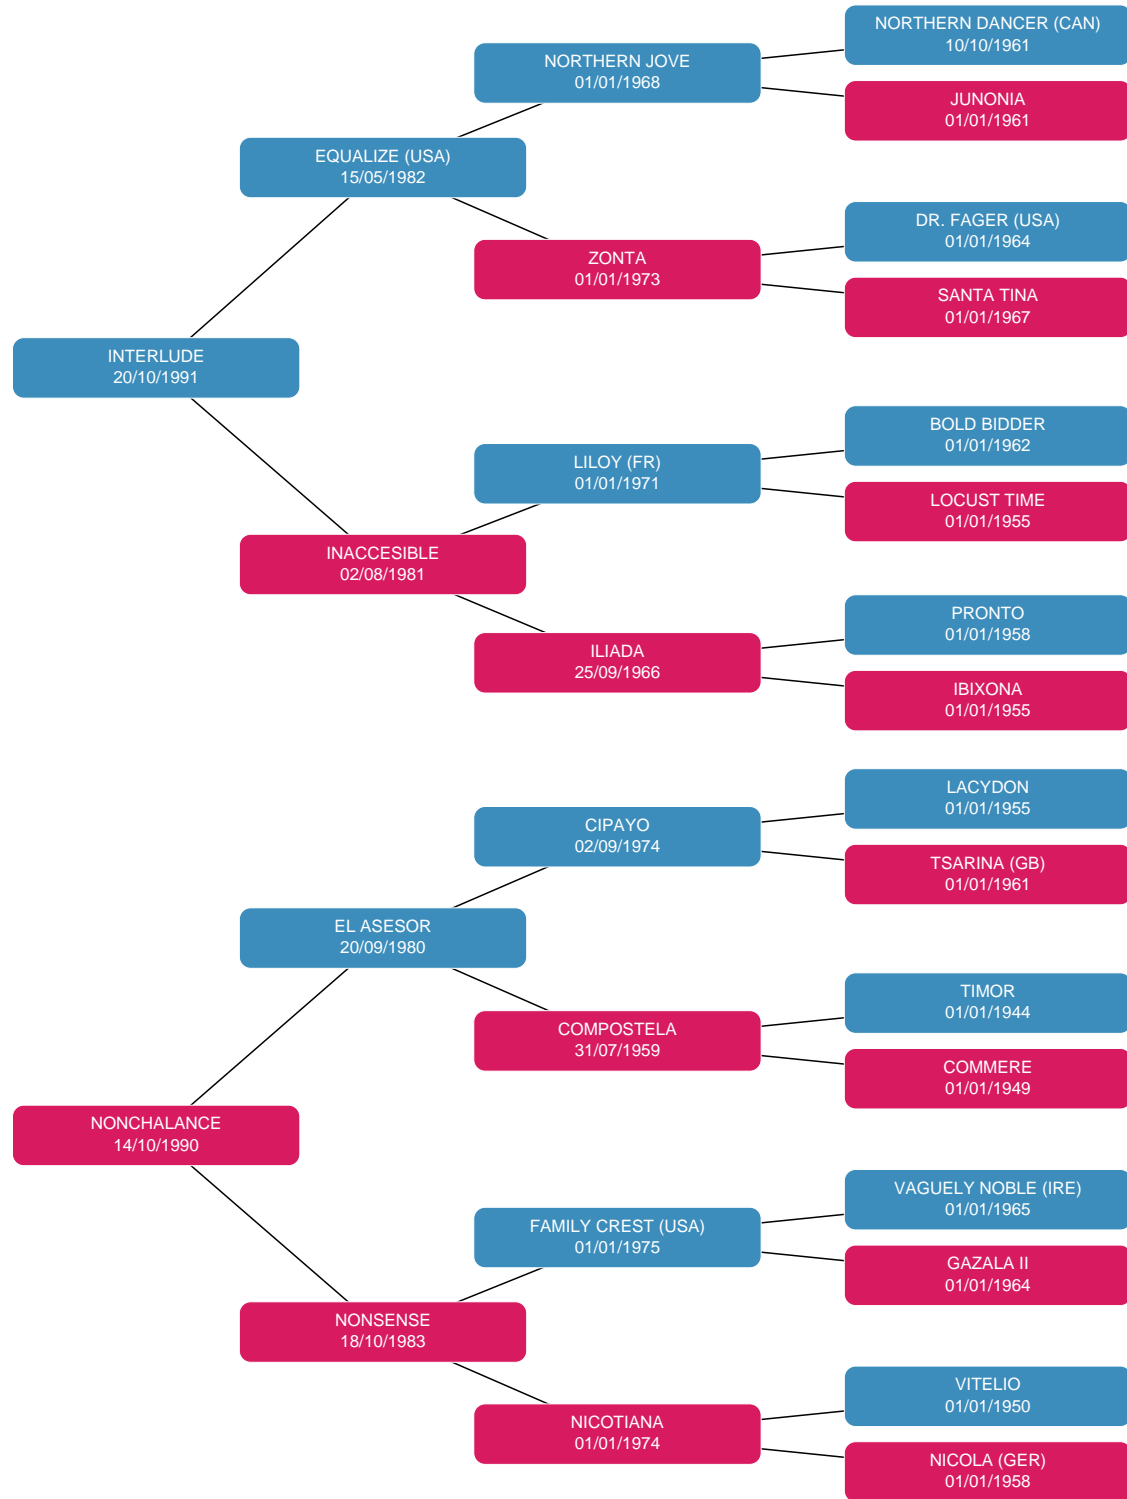 NORTHERN DANCER (CAN)
10/10/1961
NORTHERN JOVE
01/01/1968
JUNONIA
01/01/1961
EQUALIZE (USA)
15/05/1982
DR. FAGER (USA)
01/01/1964
ZONTA
01/01/1973
SANTA TINA
01/01/1967
INTERLUDE
20/10/1991
BOLD BIDDER
01/01/1962
LILOY (FR)
01/01/1971
LOCUST TIME
01/01/1955
INACCESIBLE
02/08/1981
PRONTO
01/01/1958
ILIADA
25/09/1966
IBIXONA
01/01/1955
LACYDON
01/01/1955
CIPAYO
02/09/1974
TSARINA (GB)
01/01/1961
EL ASESOR
20/09/1980
TIMOR
01/01/1944
COMPOSTELA
31/07/1959
COMMERE
01/01/1949
NONCHALANCE
14/10/1990
VAGUELY NOBLE (IRE)
01/01/1965
FAMILY CREST (USA)
01/01/1975
GAZALA II
01/01/1964
NONSENSE
18/10/1983
VITELIO
01/01/1950
NICOTIANA
01/01/1974
NICOLA (GER)
01/01/1958